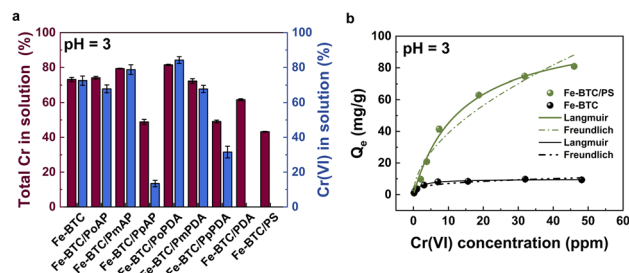 a
pH = 3
Total Cr in solution (%)
100
80
60
40
20
0
Cr(VI) in solution (%)
100
80
60
40
20
0
Fe-BTC
Fe-BTC/PoAP
Fe-BTC/PmAP
Fe-BTC/PpAP
Fe-BTC/PoPDA
Fe-BTC/PmPDA
Fe-BTC/PpPDA
Fe-BTC/PDA
Fe-BTC/PS
b
pH = 3
Qe (mg/g)
100
80
60
40
20
0
Fe-BTC/PS
Fe-BTC
Langmuir
Freundlich
Langmuir
Freundlich
0 10 20 30 40 50
Cr(VI) concentration (ppm)